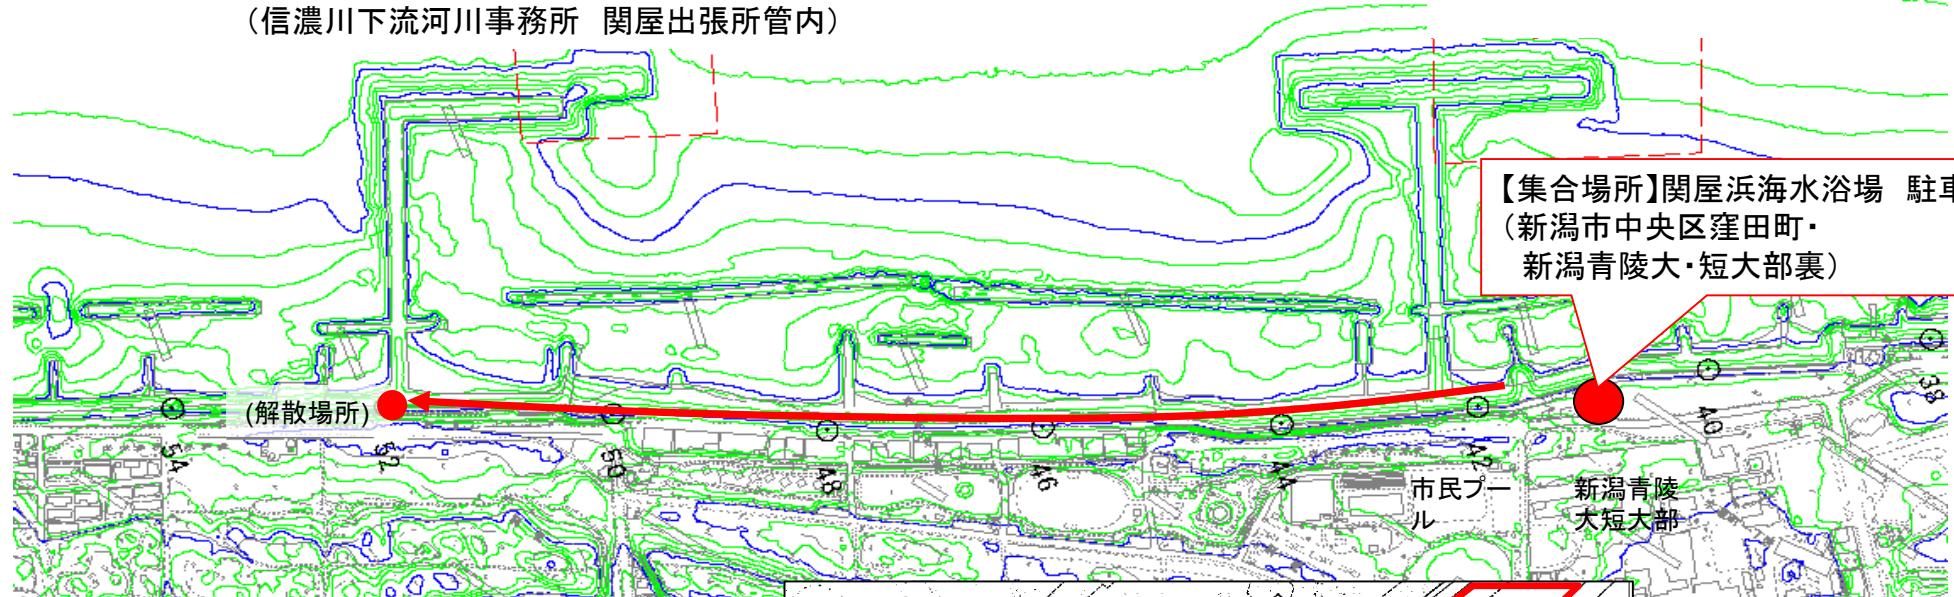 （信濃川下流河川事務所　関屋出張所管内）
【集合場所】関屋浜海水浴場　駐車
（新潟市中央区窪田町・
新潟青陵大・短大部裏）
(解散場所)
54
52
50
48
46
44
42
40
38
市民プー
ル
新潟青陵
大短大部